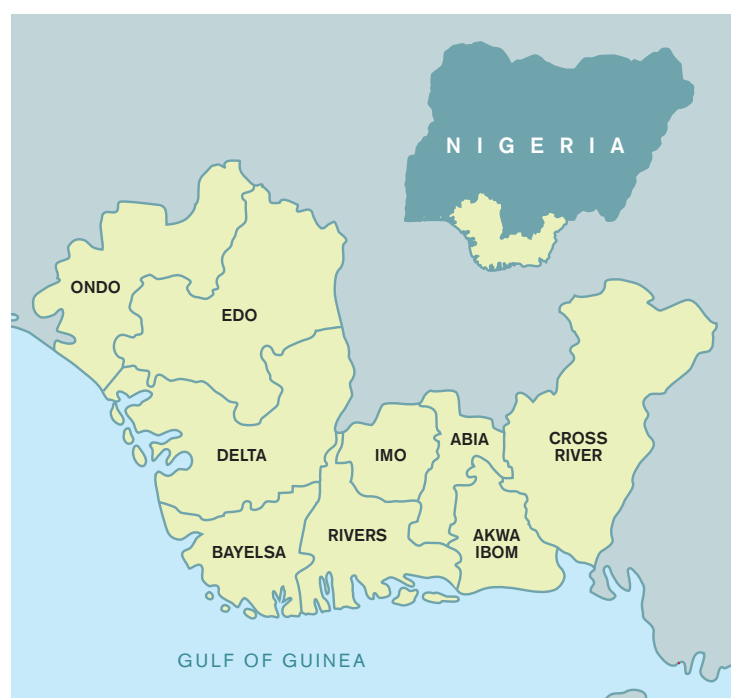 NIGERIA
ONDO
EDO
DELTA
IMO
ABIA
CROSS
RIVER
BAYELSA
RIVERS
AKWA
IBOM
GULF OF GUINEA